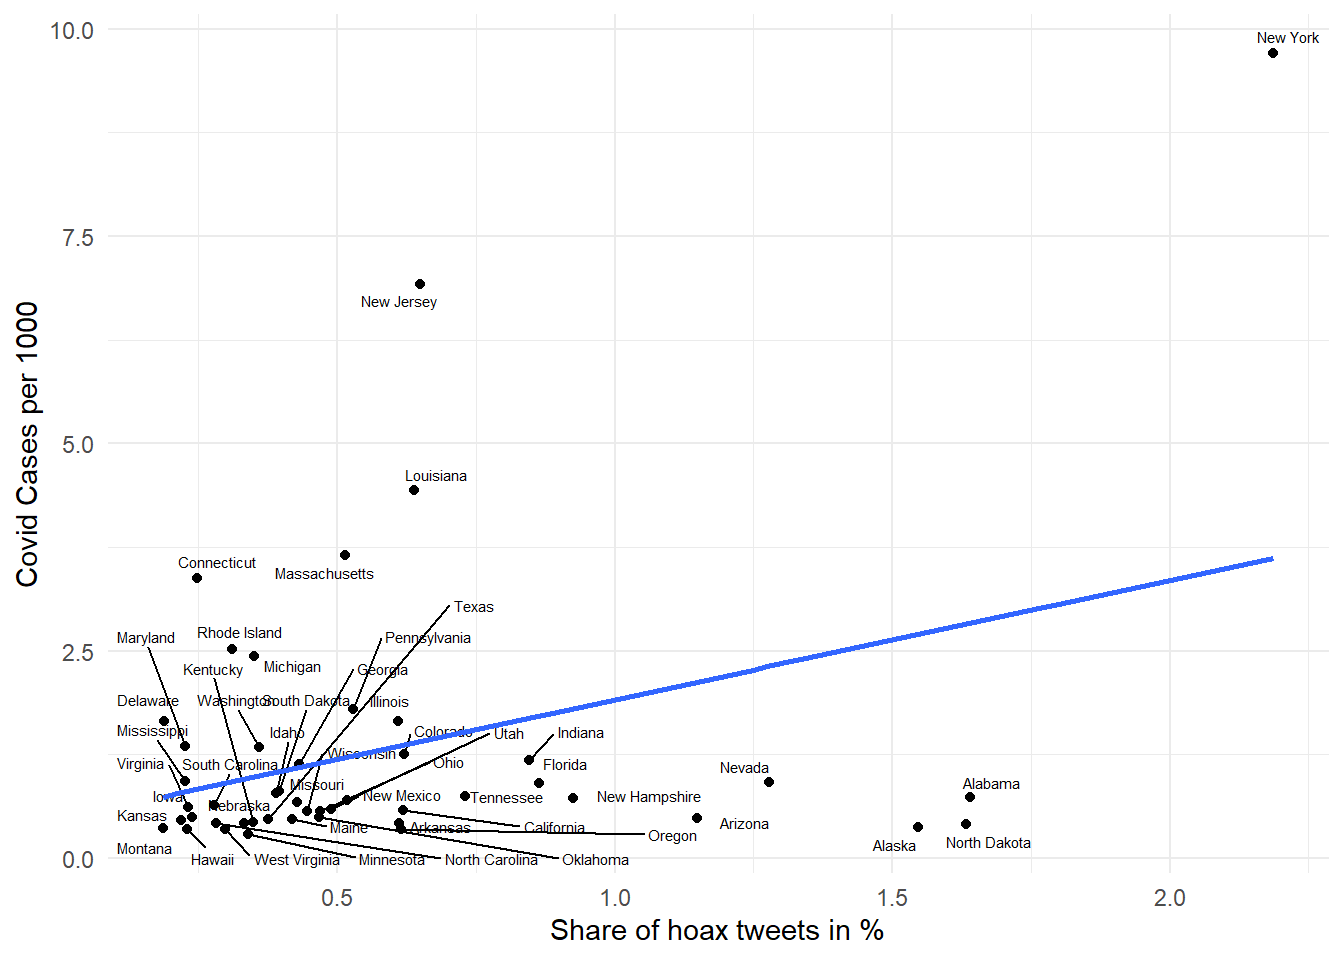 10.0
New York
7.5
New Jersey
Covid Cases per 1000
5.0
Louisiana
Connecticut
Massachusetts
Texas
Maryland
Rhode Island
Pennsylvania
2.5
Kentucky
Michigan
Georgia
Delaware
Washington
South Dakota
Illinois
Mississippi
Idaho
Colorado
Utah
Indiana
Virginia
South Carolina
Wisconsin
Ohio
Florida
Nevada
Missouri
Alabama
Iowa
Nebraska
New Mexico
Tennessee
New Hampshire
Kansas
Maine
Arkansas
California
Oregon
Arizona
Montana
Hawaii
West Virginia
Minnesota
North Carolina
Oklahoma
Alaska
North Dakota
0.0
0.5
1.0
1.5
2.0
Share of hoax tweets in %